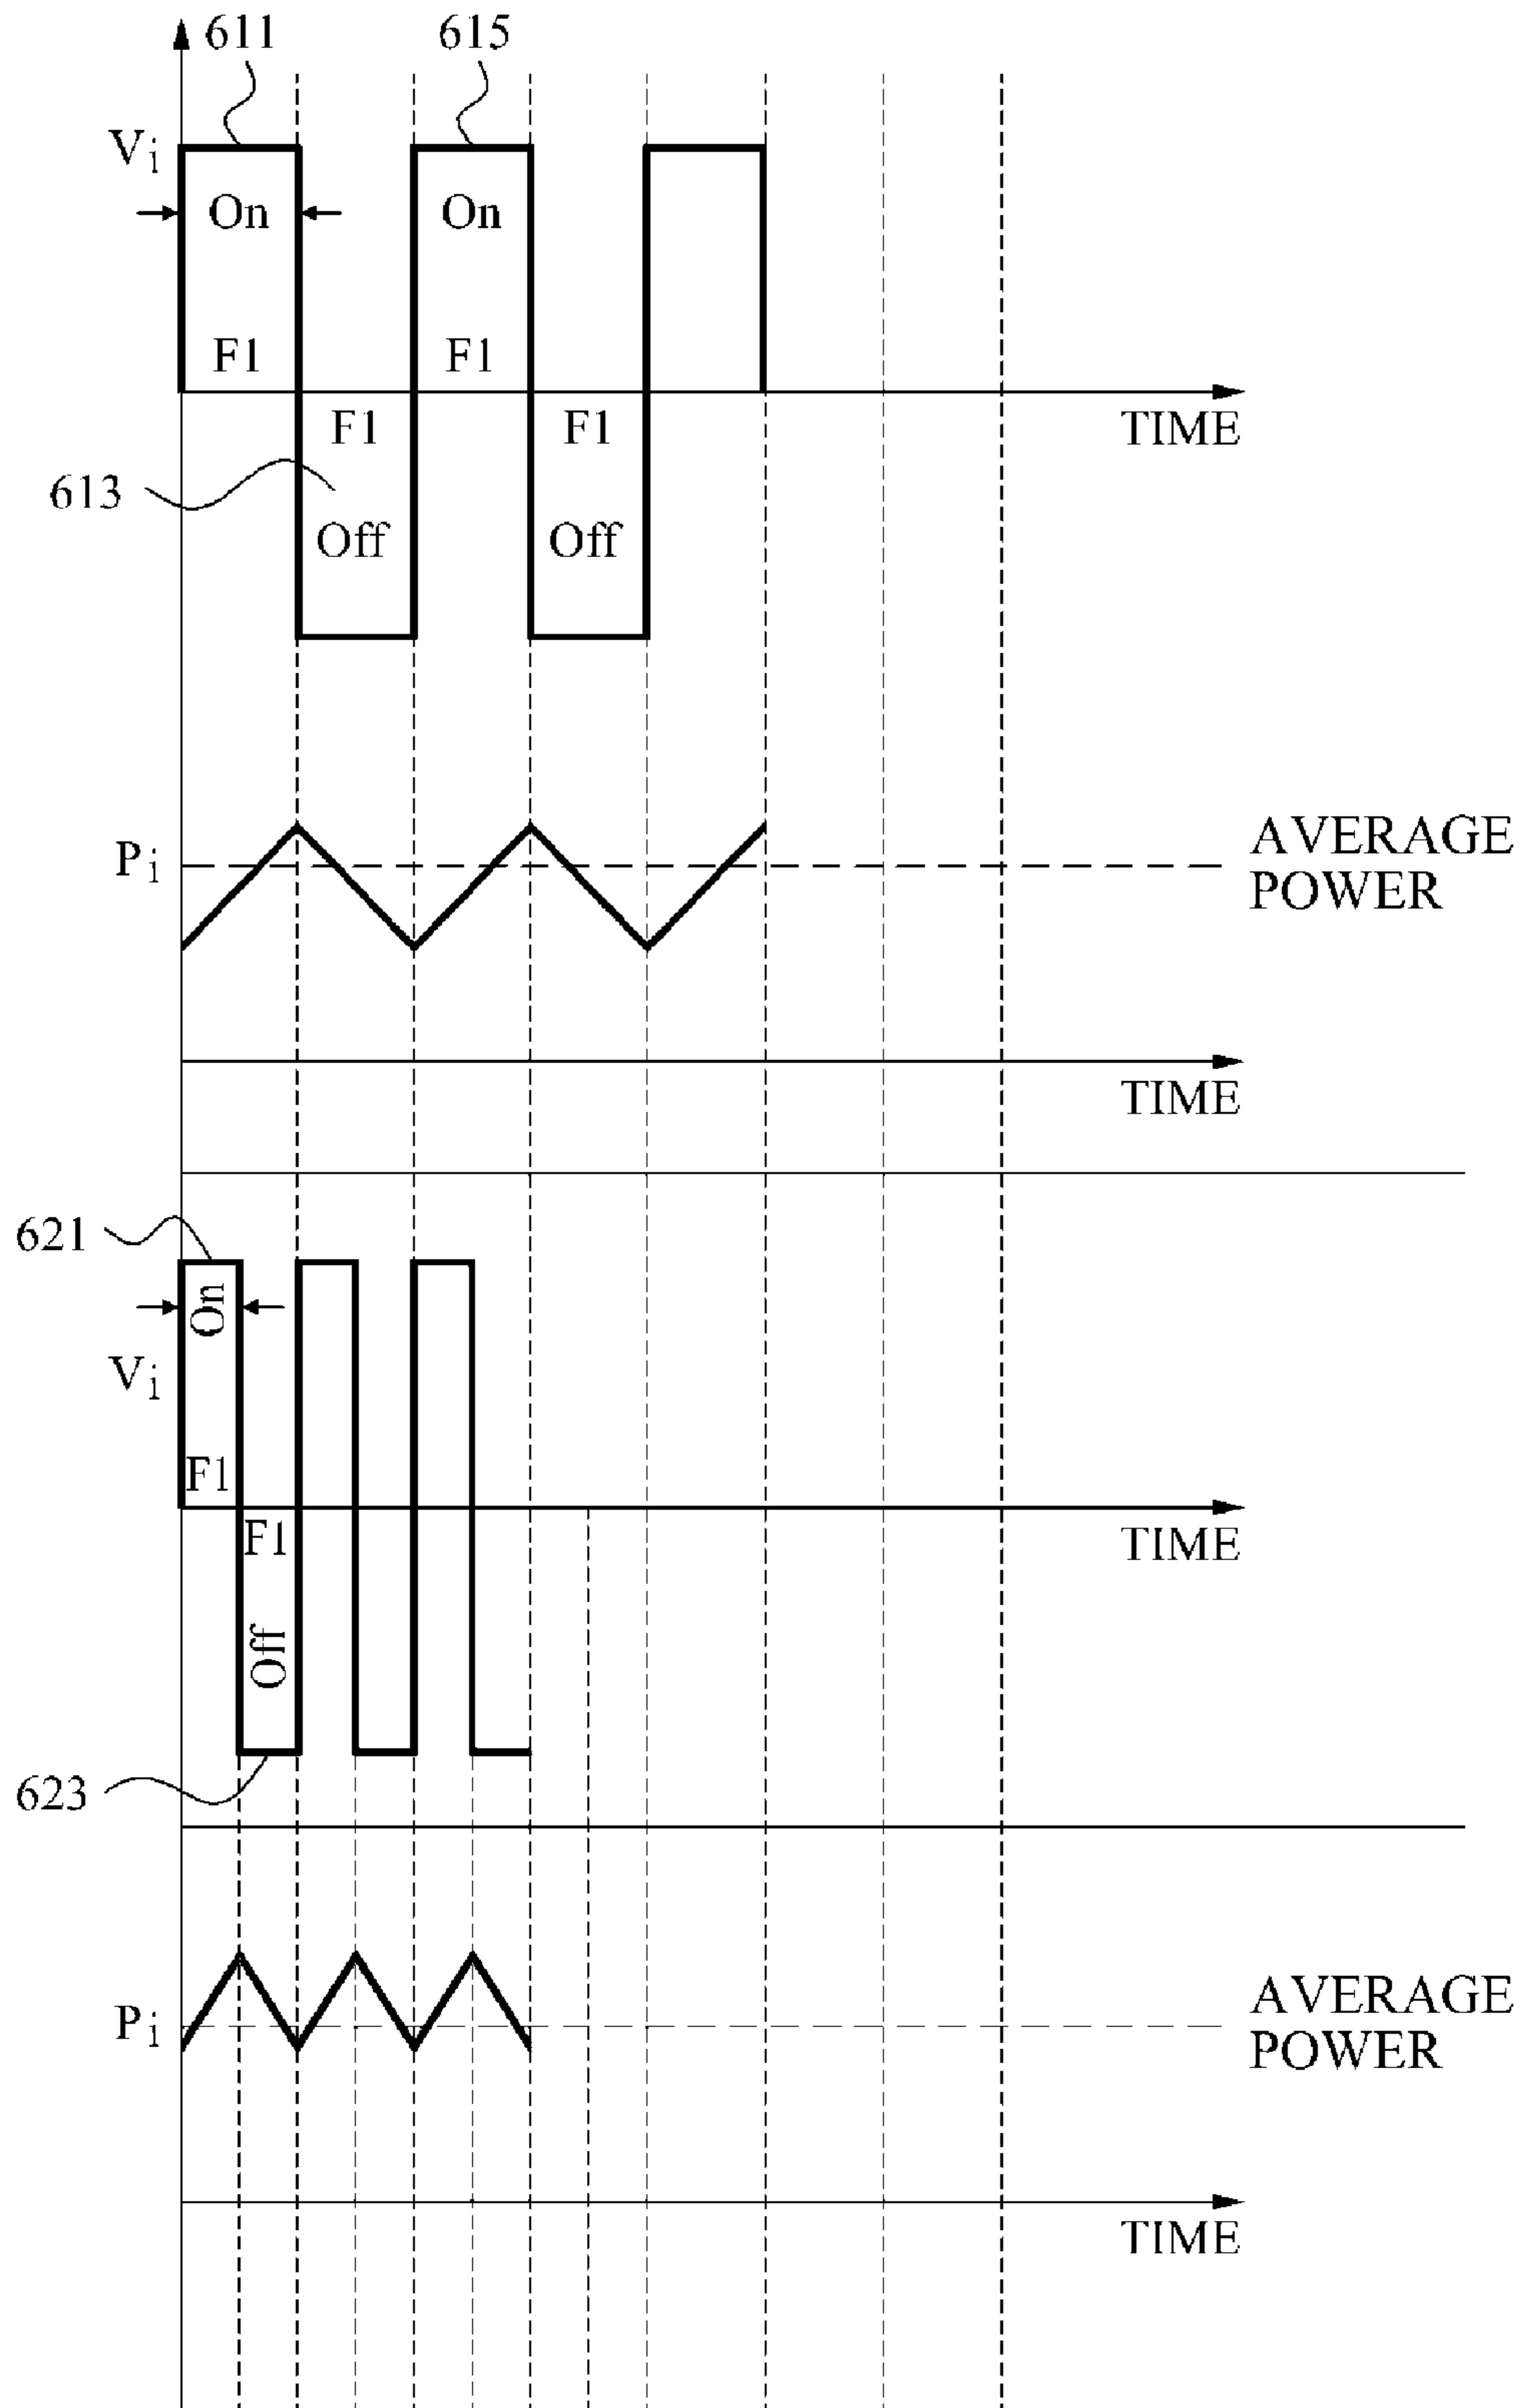 611 615
Vi
On On
F1 F1
F1 F1
TIME
613
Off Off
Pi
AVERAGE
POWER
TIME
621
On
Vi
F1
F1
TIME
Off
623
Pi
AVERAGE
POWER
TIME